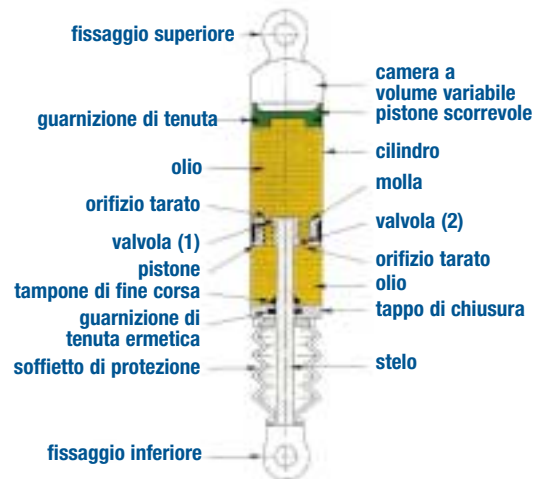 fissaggio superiore
camera a
volume variabile
pistone scorrevole
guarnizione di tenuta
cilindro
olio
molla
orifizio tarato
valvola (2)
valvola (1)
orifizio tarato
pistone
olio
tampone di fine corsa
tappo di chiusura
guarnizione di
tenuta ermetica
soffietto di protezione
stelo
fissaggio inferiore